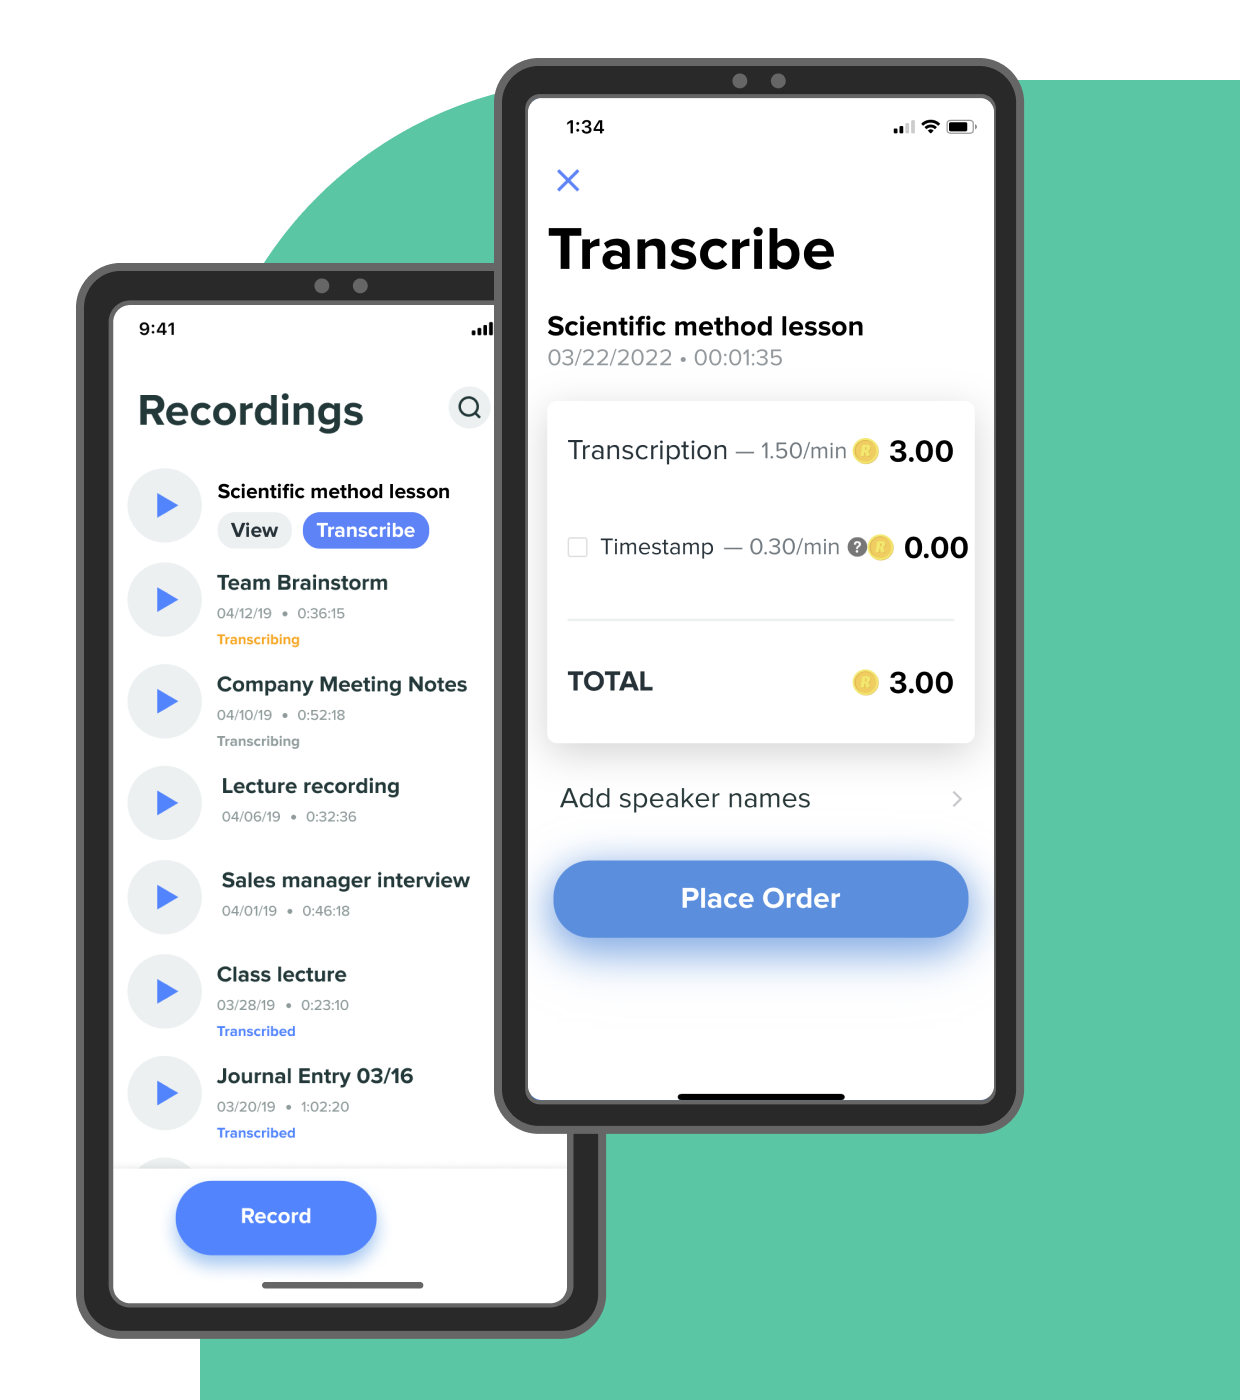 9:41
Recordings
Scientific method lesson
View Transcribe
Team Brainstorm
04/12/19 • 0:36:15
Transcribing
Company Meeting Notes
04/10/19 • 0:52:18
Transcribing
Lecture recording
04/06/19 • 0:32:36
Sales manager interview
04/01/19 • 0:46:18
Class lecture
03/28/19 • 0:23:10
Transcribed
Journal Entry 03/16
03/20/19 • 1:02:20
Transcribed
Record
1:34
Transcribe
Scientific method lesson
03/22/2022 • 00:01:35
Transcription — 1.50/min R 3.00
Timestamp — 0.30/min ? R 0.00
TOTAL R 3.00
Add speaker names
Place Order